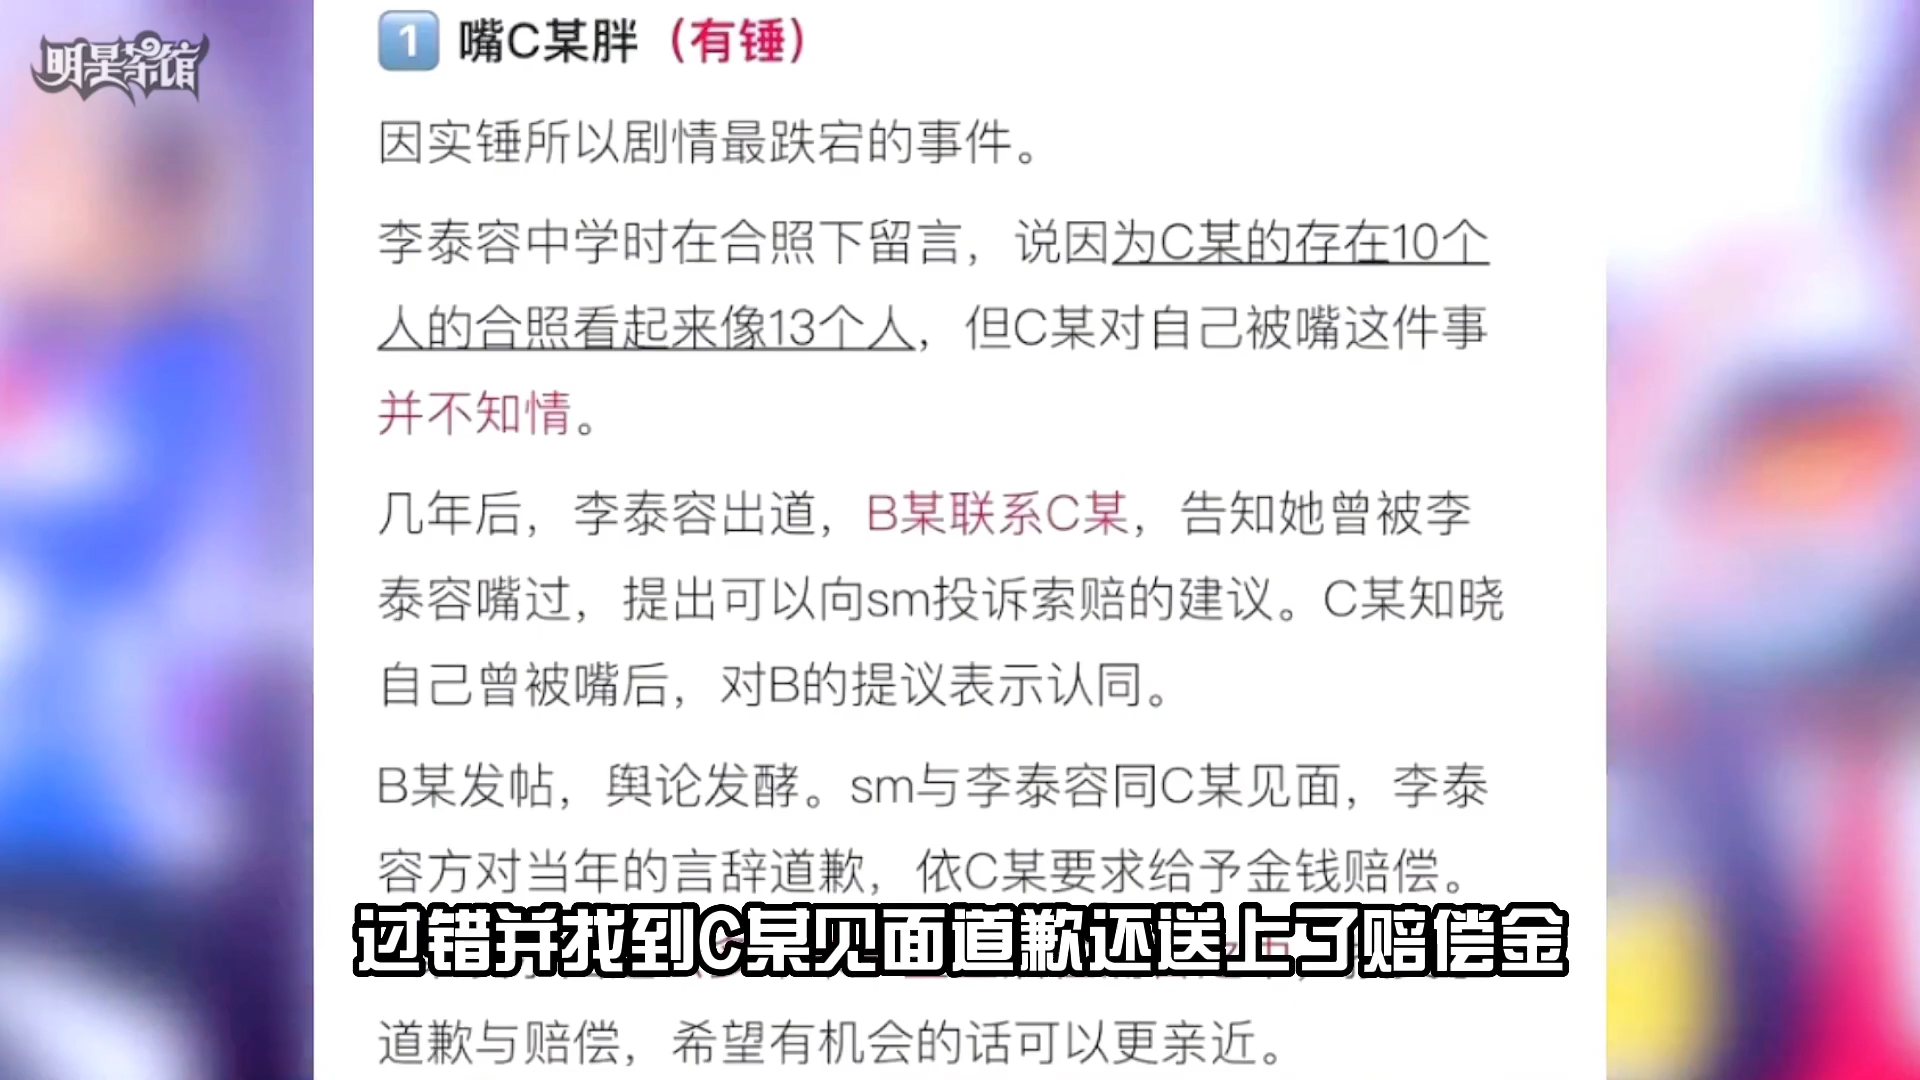 明星茶馆
1 嘴C某胖（有锤）
因实锤所以剧情最跌宕的事件。
李泰容中学时在合照下留言，说因为C某的存在10个
人的合照看起来像13个人，但C某对自己被嘴这件事
并不知情。
几年后，李泰容出道，B某联系C某，告知她曾被李
泰容嘴过，提出可以向sm投诉索赔的建议。C某知晓
自己曾被嘴后，对B的提议表示认同。
B某发帖，舆论发酵。sm与李泰容同C某见面，李泰
容方对当年的言辞道歉，依C某要求给予金钱赔偿。
过错并找到C某见面道歉还送上了赔偿金
道歉与赔偿，希望有机会的话可以更亲近。